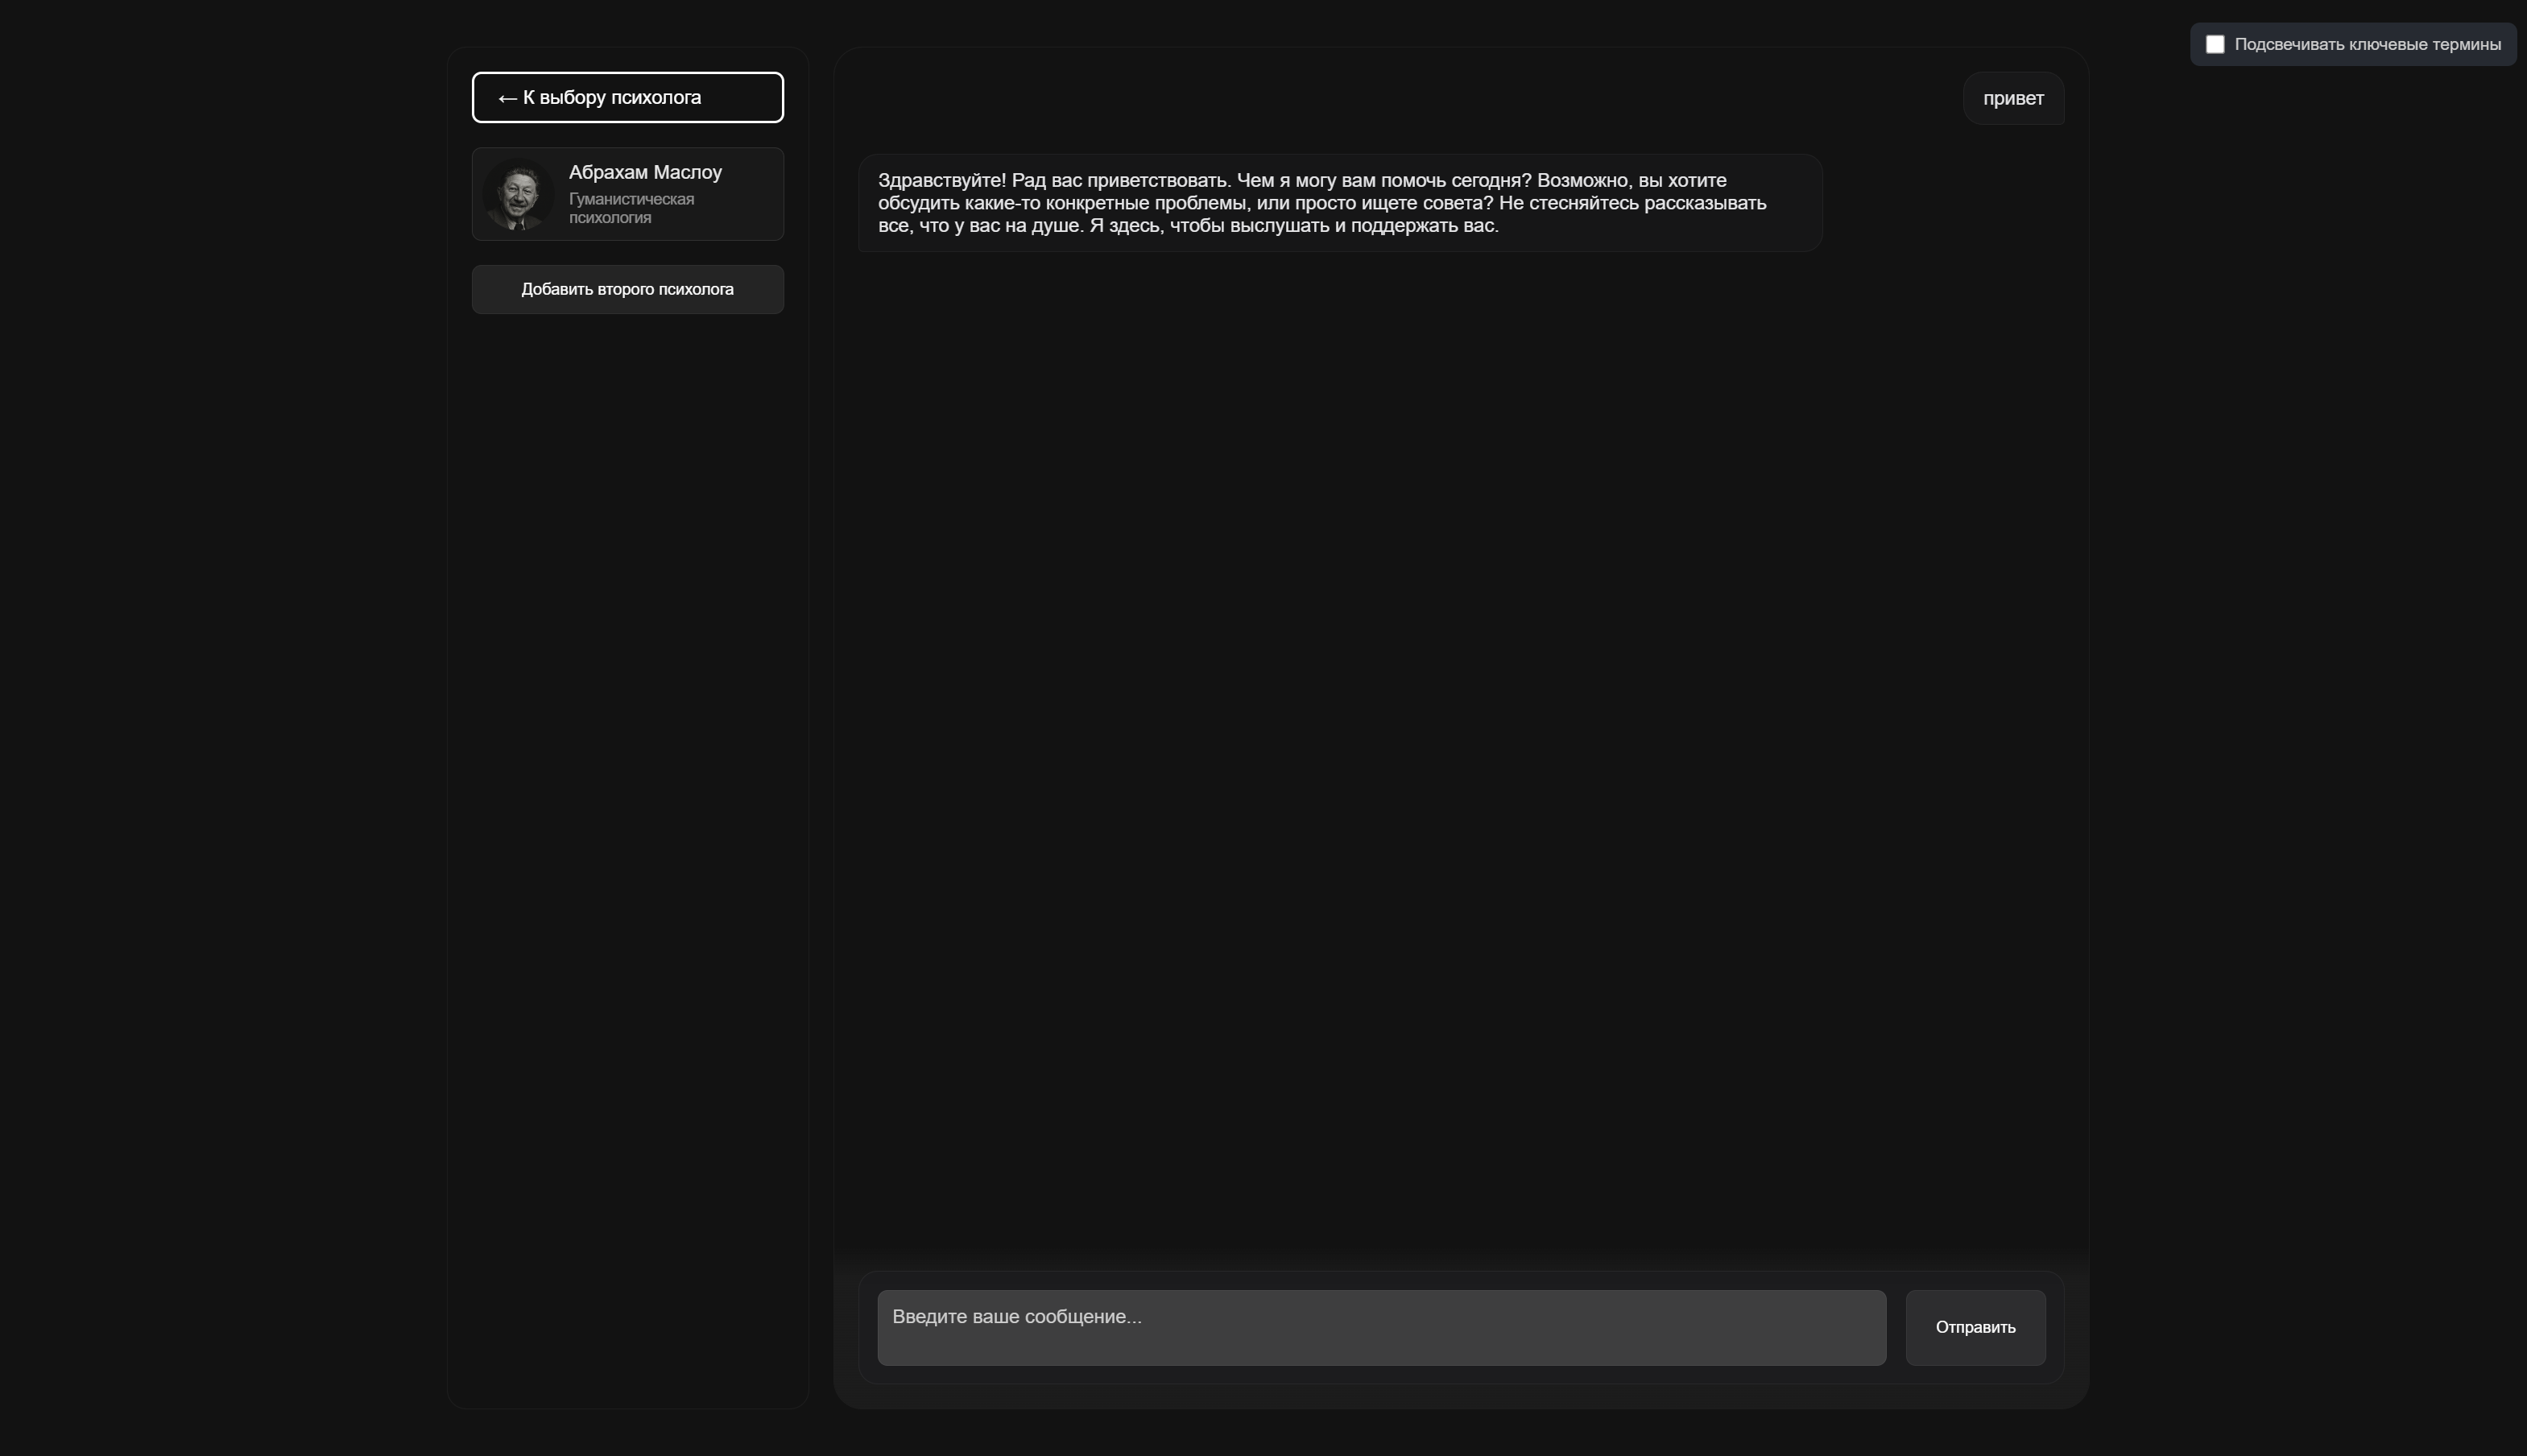 Подсвечивать ключевые термины
← К выбору психолога
Абрахам Маслоу
Гуманистическая
психология
Добавить второго психолога
привет
Здравствуйте! Рад вас приветствовать. Чем я могу вам помочь сегодня? Возможно, вы хотите
обсудить какие-то конкретные проблемы, или просто ищете совета? Не стесняйтесь рассказывать
все, что у вас на душе. Я здесь, чтобы выслушать и поддержать вас.
Введите ваше сообщение...
Отправить